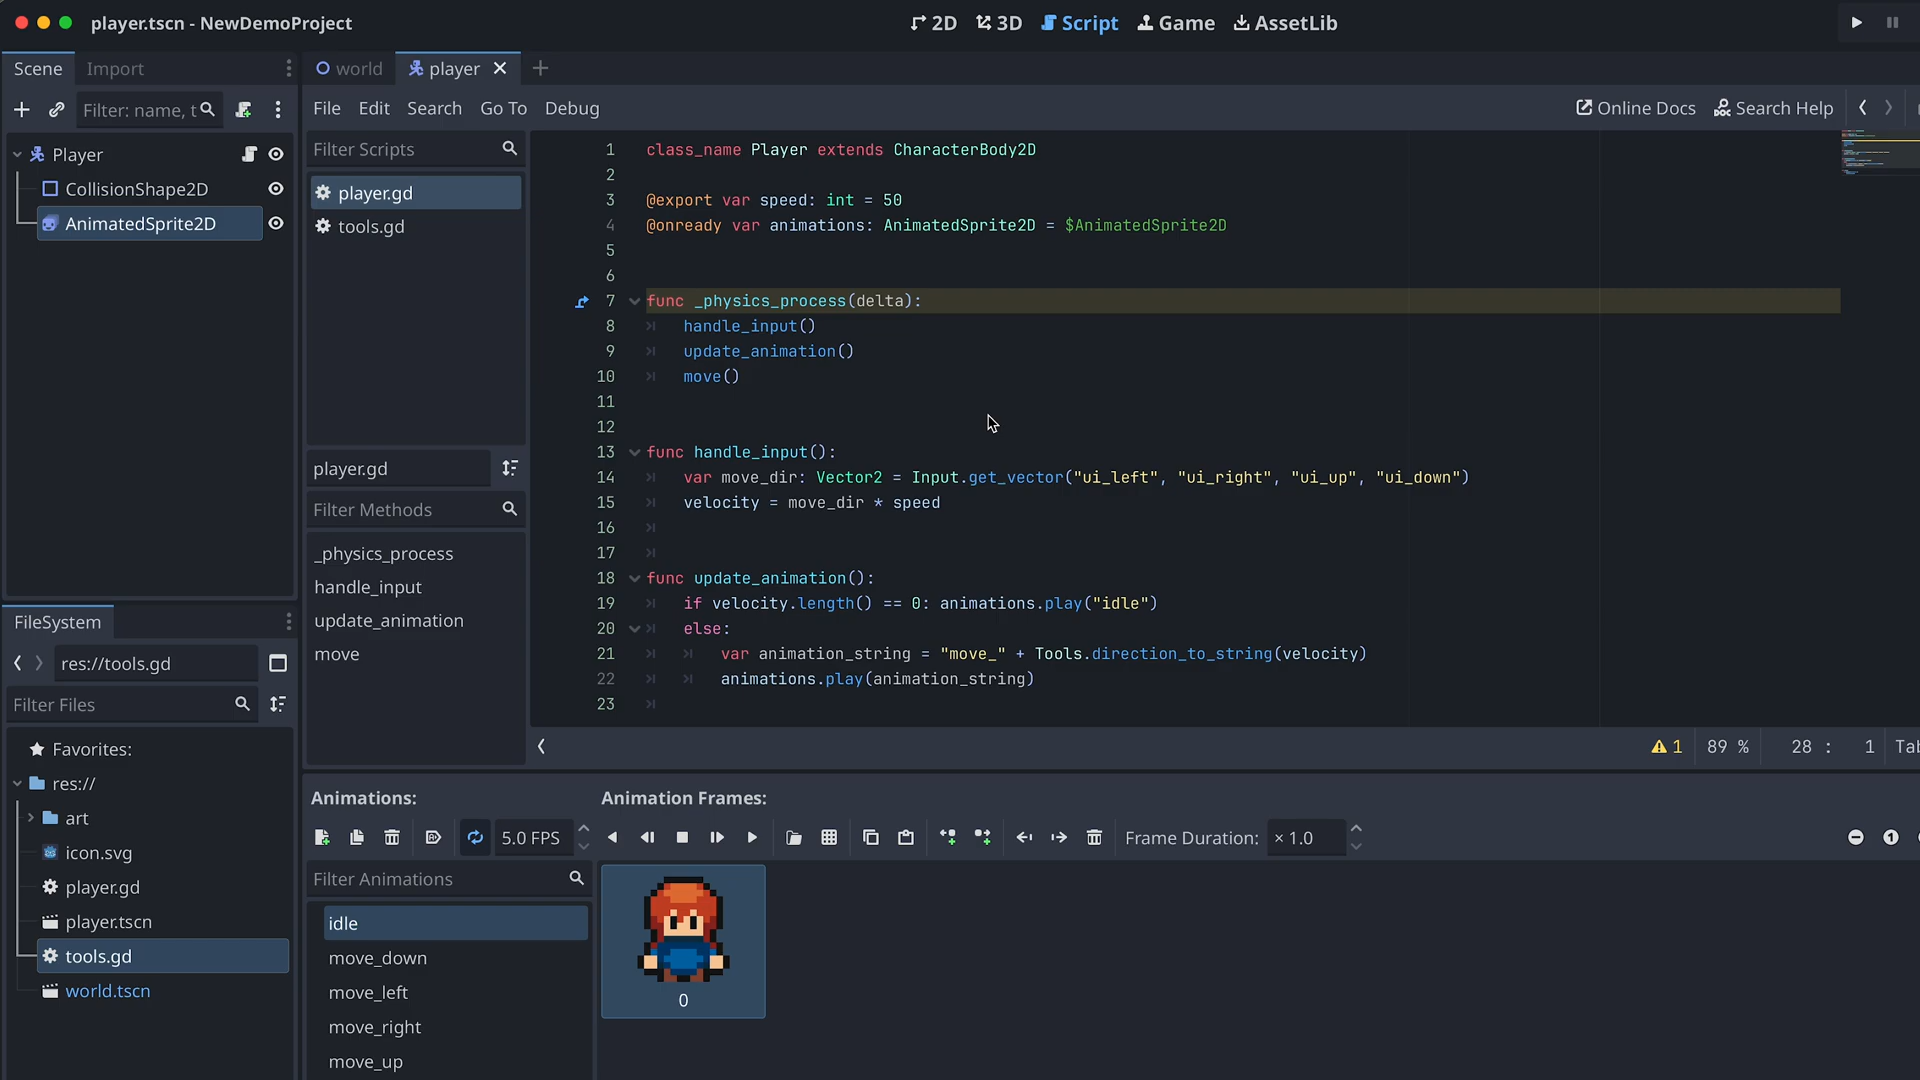 player.tscn - NewDemoProject
2D 3D Script Game AssetLib
Scene Import
world player
Filter: name, t
File Edit Search Go To Debug
Online Docs Search Help
Player
CollisionShape2D
AnimatedSprite2D
Filter Scripts
player.gd
tools.gd
player.gd
Filter Methods
_physics_process
handle_input
update_animation
move
1 class_name Player extends CharacterBody2D
2
3 @export var speed: int = 50
4 @onready var animations: AnimatedSprite2D = $AnimatedSprite2D
5
6
7 func _physics_process(delta):
8 handle_input()
9 update_animation()
10 move()
11
12
13 func handle_input():
14 var move_dir: Vector2 = Input.get_vector("ui_left", "ui_right", "ui_up", "ui_down")
15 velocity = move_dir * speed
16
17
18 func update_animation():
19 if velocity.length() == 0: animations.play("idle")
20 else:
21 var animation_string = "move_" + Tools.direction_to_string(velocity)
22 animations.play(animation_string)
23
1 89 % 28 : 1 Tab
FileSystem
res://tools.gd
Filter Files
Favorites:
res://
art
icon.svg
player.gd
player.tscn
tools.gd
world.tscn
Animations:
5.0 FPS
Filter Animations
idle
move_down
move_left
move_right
move_up
Animation Frames:
Frame Duration: × 1.0
0